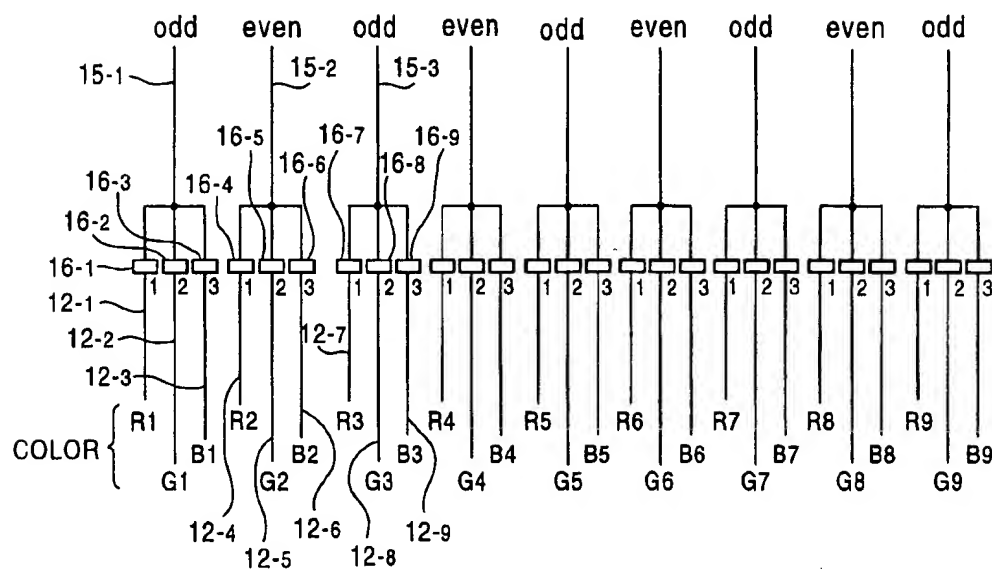 odd even odd even odd even odd even odd
15-1 15-2 15-3
16-5 16-7 16-9
16-3 16-4 16-6 16-8
16-2
16-1
1 2 3 1 2 3 1 2 3 1 2 3 1 2 3 1 2 3 1 2 3 1 2 3 1 2 3
12-1
12-2 12-7
12-3
R1 R2 R3 R4 R5 R6 R7 R8 R9
COLOR
B1 B2 B3 B4 B5 B6 B7 B8 B9
G1 G2 G3 G4 G5 G6 G7 G8 G9
12-4 12-6 12-9
12-5 12-8